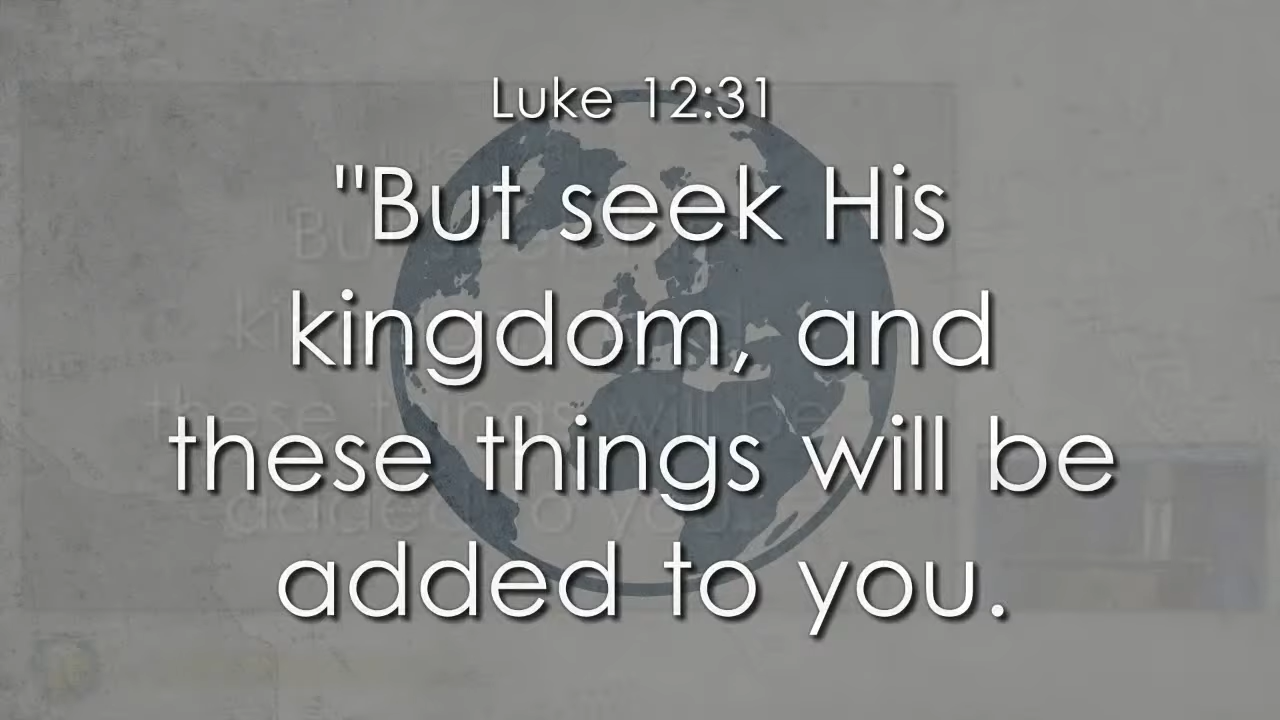 Luke 12:31
"But seek His
kingdom, and
these things will be
added to you.